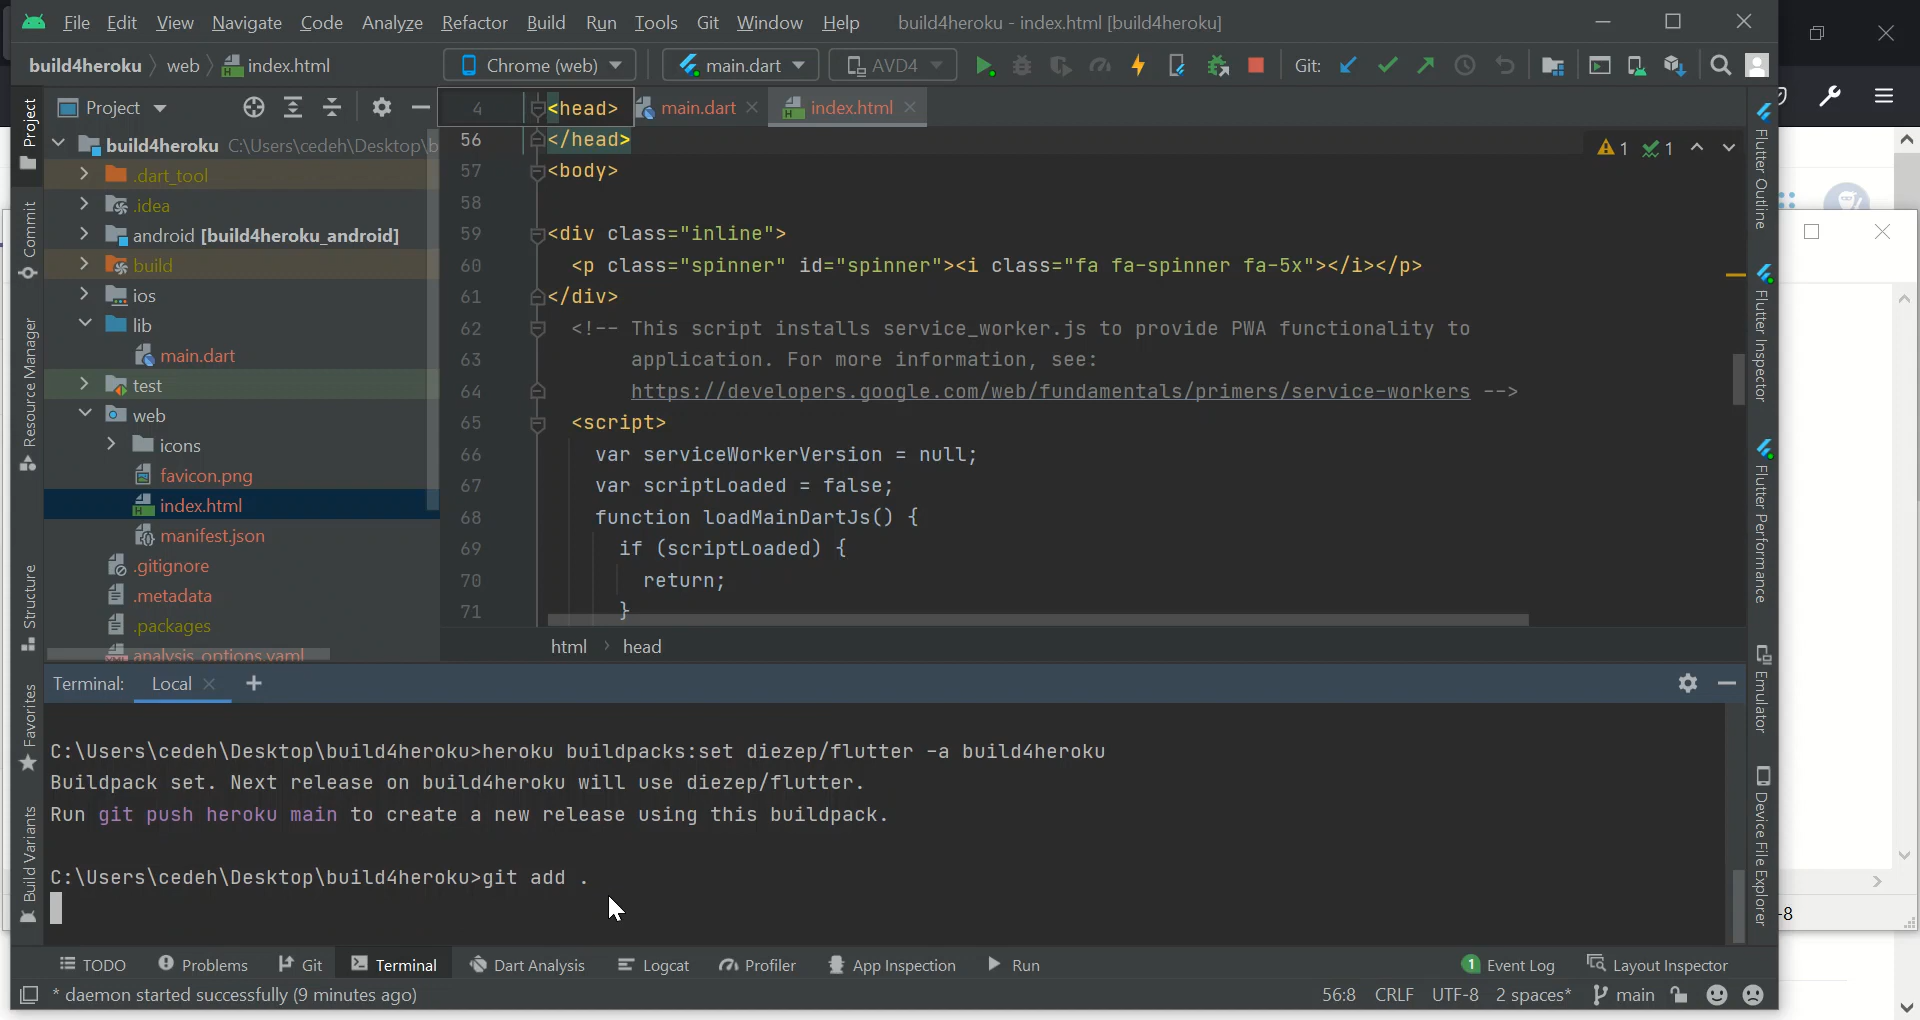 File Edit View Navigate Code Analyze Refactor Build Run Tools Git Window Help build4heroku - index.html [build4heroku]
build4heroku web index.html Chrome (web) main.dart AVD4 Git:
Project
Project
4 <head> main.dart index.html
build4heroku C:\Users\cedeh\Desktop\b
.dart_tool
.idea
android [build4heroku_android]
build
ios
lib
main.dart
test
web
icons
favicon.png
index.html
manifest.json
.gitignore
.metadata
.packages
analysis_options.yaml
1 1
56 </head>
57 <body>
58
59 <div class="inline">
60 <p class="spinner" id="spinner"><i class="fa fa-spinner fa-5x"></i></p>
61 </div>
62 <!-- This script installs service_worker.js to provide PWA functionality to
63 application. For more information, see:
64 https://developers.google.com/web/fundamentals/primers/service-workers -->
65 <script>
66 var serviceWorkerVersion = null;
67 var scriptLoaded = false;
68 function loadMainDartJs() {
69 if (scriptLoaded) {
70 return;
71 }
html head
Commit
Resource Manager
Structure
Favorites
Build Variants
Flutter Outline
Flutter Inspector
Flutter Performance
Emulator
Device File Explorer
Terminal: Local
C:\Users\cedeh\Desktop\build4heroku>heroku buildpacks:set diezep/flutter -a build4heroku
Buildpack set. Next release on build4heroku will use diezep/flutter.
Run git push heroku main to create a new release using this buildpack.
C:\Users\cedeh\Desktop\build4heroku>git add .
-8
TODO Problems Git Terminal Dart Analysis Logcat Profiler App Inspection Run 1 Event Log Layout Inspector
* daemon started successfully (9 minutes ago) 56:8 CRLF UTF-8 2 spaces* main